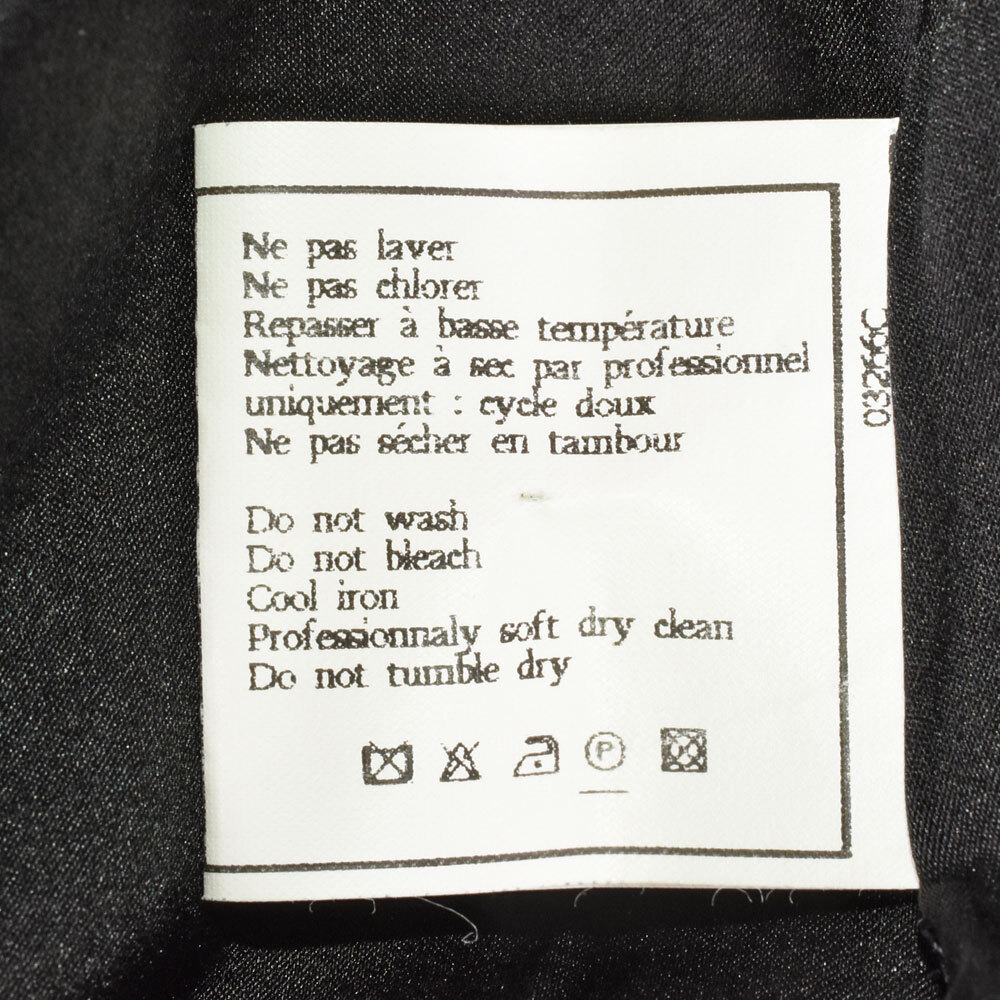 Ne pas laver
Ne pas chlorer
Repasser à basse température
Nettoyage à sec par professionnel
uniquement : cycle doux
Ne pas sécher en tambour
Do not wash
Do not bleach
Cool iron
Professionnaly soft dry clean
Do not tumble dry
P
03266C